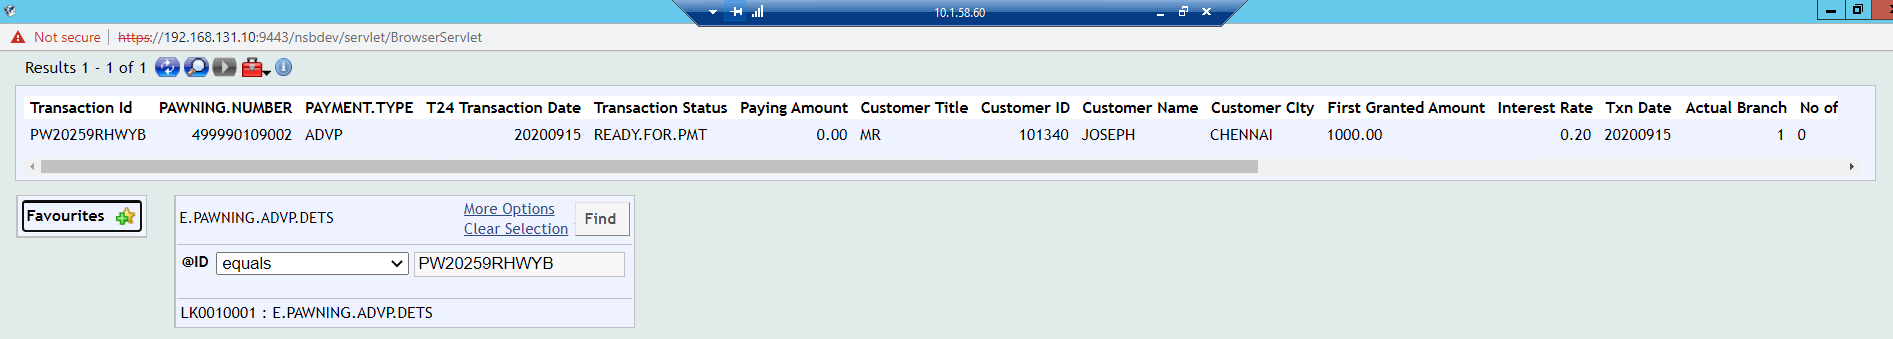 10.1.58.60
Not secure | https://192.168.131.10:9443/nsbdev/servlet/BrowserServlet
Results 1 - 1 of 1
Transaction Id PAWNING.NUMBER PAYMENT.TYPE T24 Transaction Date Transaction Status Paying Amount Customer Title Customer ID Customer Name Customer CIty First Granted Amount Interest Rate Txn Date Actual Branch No of
PW20259RHWYB 499990109002 ADVP 20200915 READY.FOR.PMT 0.00 MR 101340 JOSEPH CHENNAI 1000.00 0.20 20200915 1 0
Favourites
E.PAWNING.ADVP.DETS
More Options
Clear Selection
Find
@ID equals PW20259RHWYB
LK0010001 : E.PAWNING.ADVP.DETS